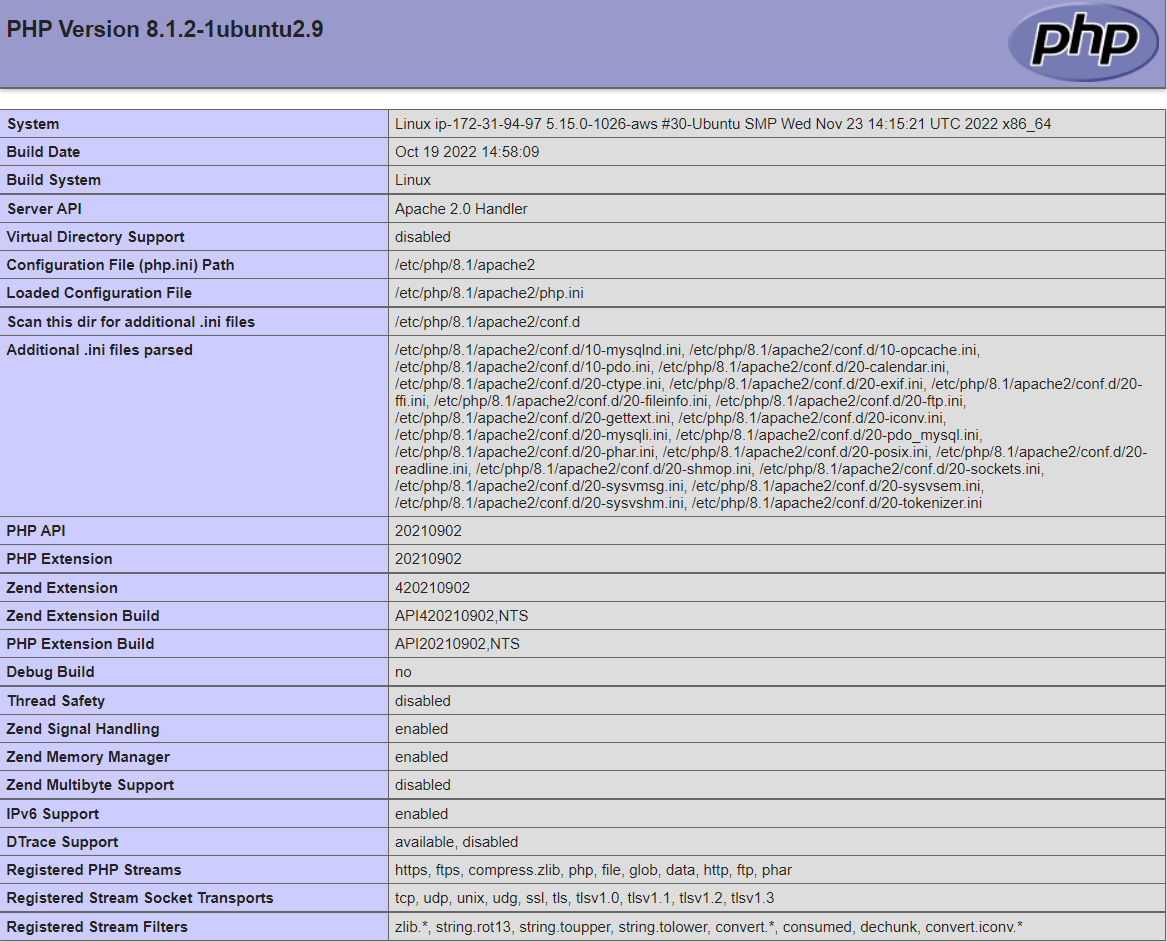 PHP Version 8.1.2-1ubuntu2.9
php
System Linux ip-172-31-94-97 5.15.0-1026-aws #30-Ubuntu SMP Wed Nov 23 14:15:21 UTC 2022 x86_64
Build Date Oct 19 2022 14:58:09
Build System Linux
Server API Apache 2.0 Handler
Virtual Directory Support disabled
Configuration File (php.ini) Path /etc/php/8.1/apache2
Loaded Configuration File /etc/php/8.1/apache2/php.ini
Scan this dir for additional .ini files /etc/php/8.1/apache2/conf.d
Additional .ini files parsed /etc/php/8.1/apache2/conf.d/10-mysqlnd.ini, /etc/php/8.1/apache2/conf.d/10-opcache.ini,
/etc/php/8.1/apache2/conf.d/10-pdo.ini, /etc/php/8.1/apache2/conf.d/20-calendar.ini,
/etc/php/8.1/apache2/conf.d/20-ctype.ini, /etc/php/8.1/apache2/conf.d/20-exif.ini, /etc/php/8.1/apache2/conf.d/20-
ffi.ini, /etc/php/8.1/apache2/conf.d/20-fileinfo.ini, /etc/php/8.1/apache2/conf.d/20-ftp.ini,
/etc/php/8.1/apache2/conf.d/20-gettext.ini, /etc/php/8.1/apache2/conf.d/20-iconv.ini,
/etc/php/8.1/apache2/conf.d/20-mysqli.ini, /etc/php/8.1/apache2/conf.d/20-pdo_mysql.ini,
/etc/php/8.1/apache2/conf.d/20-phar.ini, /etc/php/8.1/apache2/conf.d/20-posix.ini, /etc/php/8.1/apache2/conf.d/20-
readline.ini, /etc/php/8.1/apache2/conf.d/20-shmop.ini, /etc/php/8.1/apache2/conf.d/20-sockets.ini,
/etc/php/8.1/apache2/conf.d/20-sysvmsg.ini, /etc/php/8.1/apache2/conf.d/20-sysvsem.ini,
/etc/php/8.1/apache2/conf.d/20-sysvshm.ini, /etc/php/8.1/apache2/conf.d/20-tokenizer.ini
PHP API 20210902
PHP Extension 20210902
Zend Extension 420210902
Zend Extension Build API420210902,NTS
PHP Extension Build API20210902,NTS
Debug Build no
Thread Safety disabled
Zend Signal Handling enabled
Zend Memory Manager enabled
Zend Multibyte Support disabled
IPv6 Support enabled
DTrace Support available, disabled
Registered PHP Streams https, ftps, compress.zlib, php, file, glob, data, http, ftp, phar
Registered Stream Socket Transports tcp, udp, unix, udg, ssl, tls, tlsv1.0, tlsv1.1, tlsv1.2, tlsv1.3
Registered Stream Filters zlib.*, string.rot13, string.toupper, string.tolower, convert.*, consumed, dechunk, convert.iconv.*